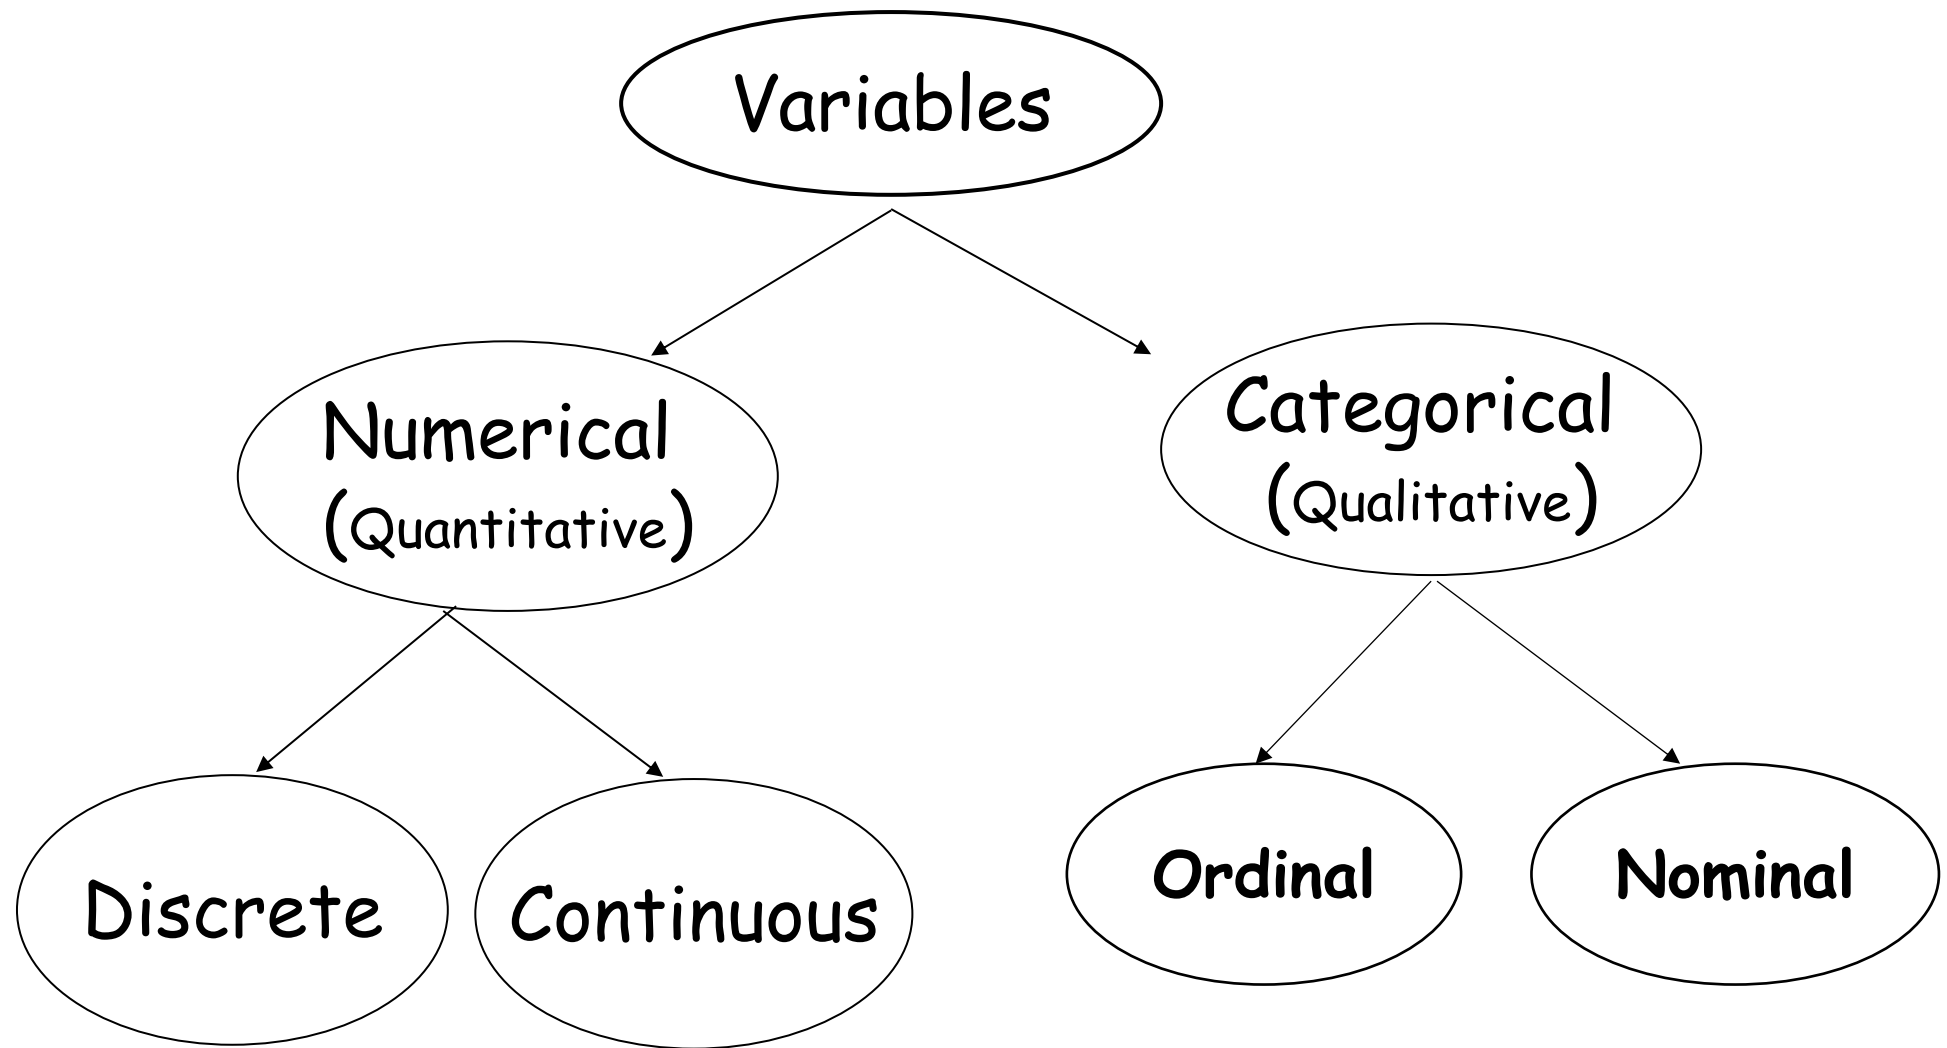 Variables
Numerical
(Quantitative)
Categorical
(Qualitative)
Discrete
Continuous
Ordinal
Nominal